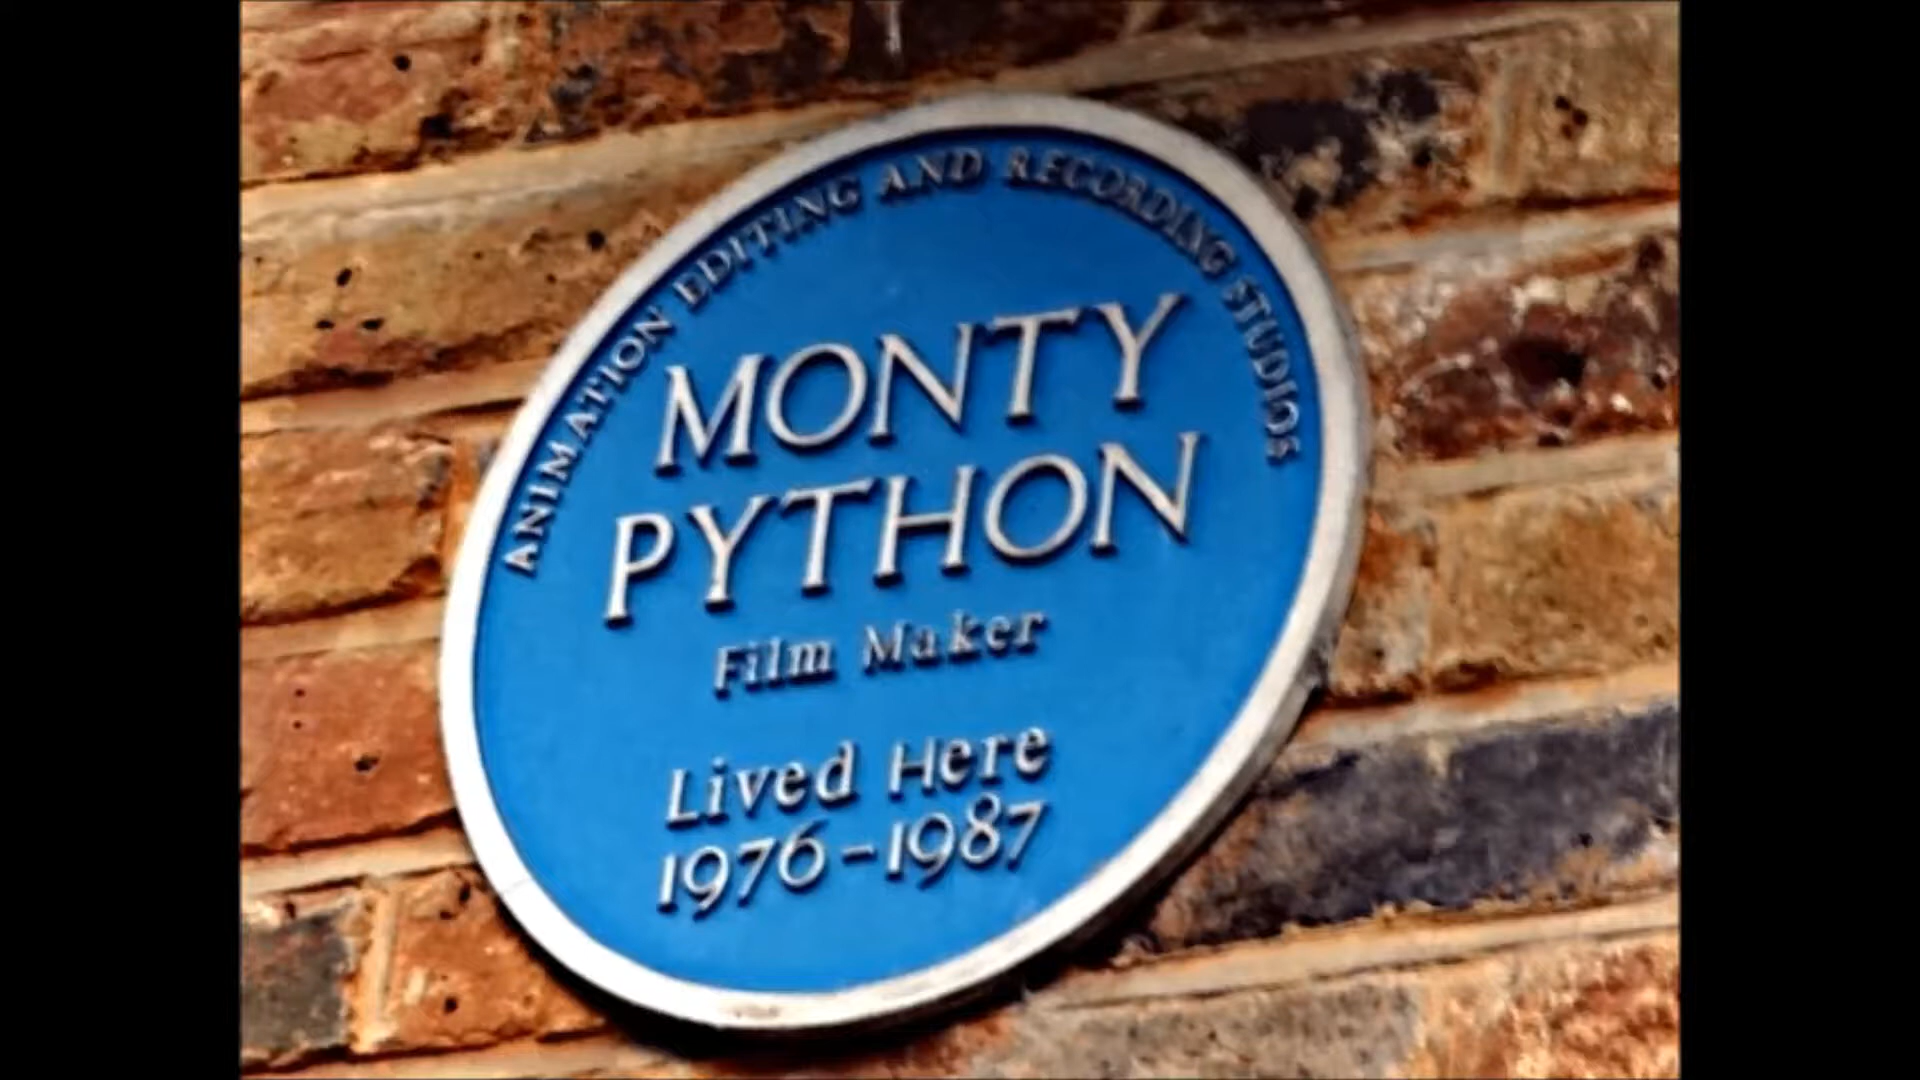 ANIMATION EDITING AND RECORDING STUDIOS
MONTY
PYTHON
Film Maker
Lived Here
1976-1987